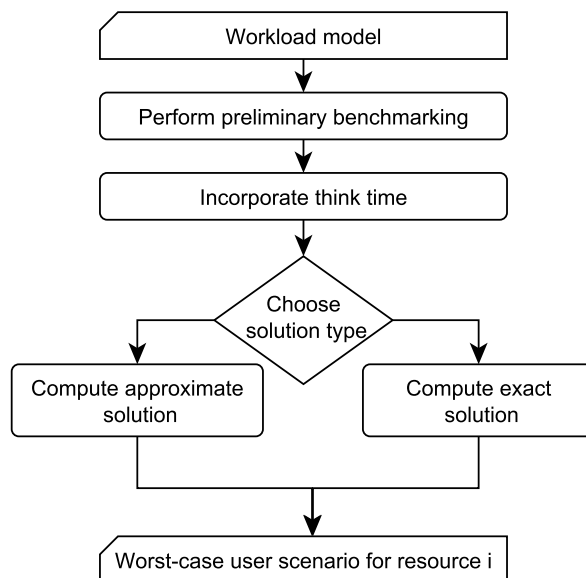 Workload model
Perform preliminary benchmarking
Incorporate think time
Choose
solution type
Compute approximate
solution
Compute exact
solution
Worst-case user scenario for resource i